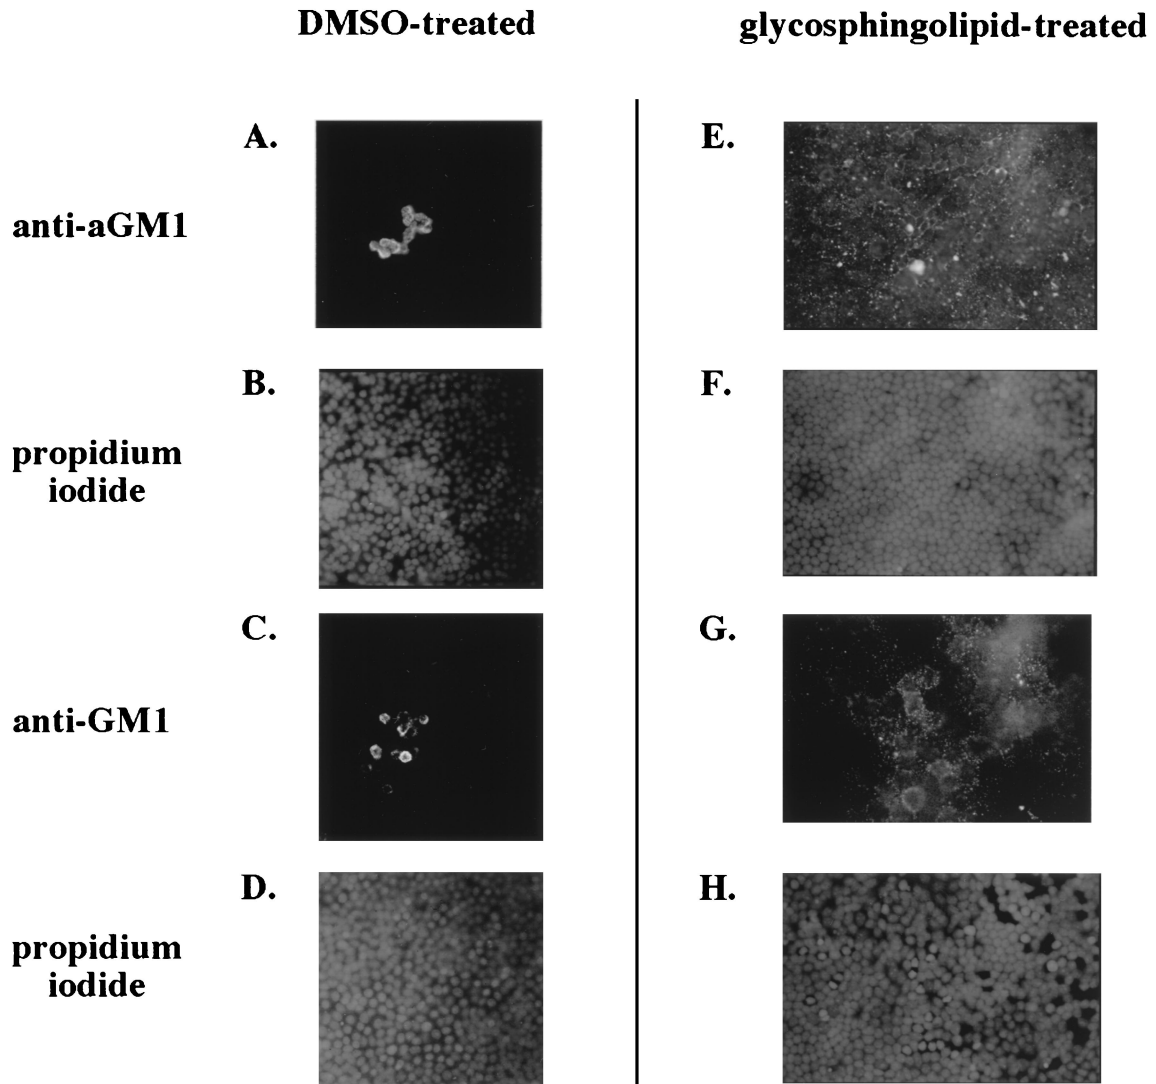 DMSO-treated
glycosphingolipid-treated
A.
E.
anti-aGM1
B.
F.
propidium
iodide
C.
G.
anti-GM1
D.
H.
propidium
iodide